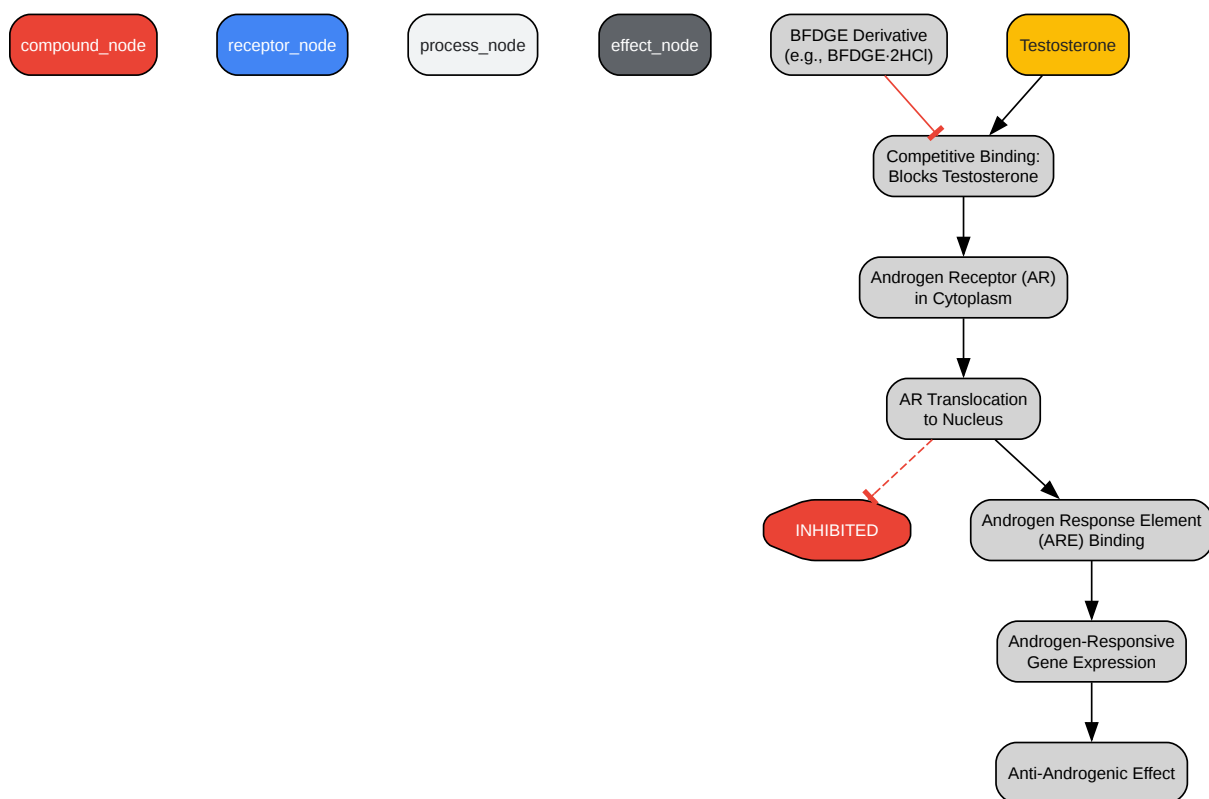 compound_node
receptor_node
process_node
effect_node
BFDGE Derivative
(e.g., BFDGE·2HCl)
Testosterone
Competitive Binding:
Blocks Testosterone
Androgen Receptor (AR)
in Cytoplasm
AR Translocation
to Nucleus
INHIBITED
Androgen Response Element
(ARE) Binding
Androgen-Responsive
Gene Expression
Anti-Androgenic Effect